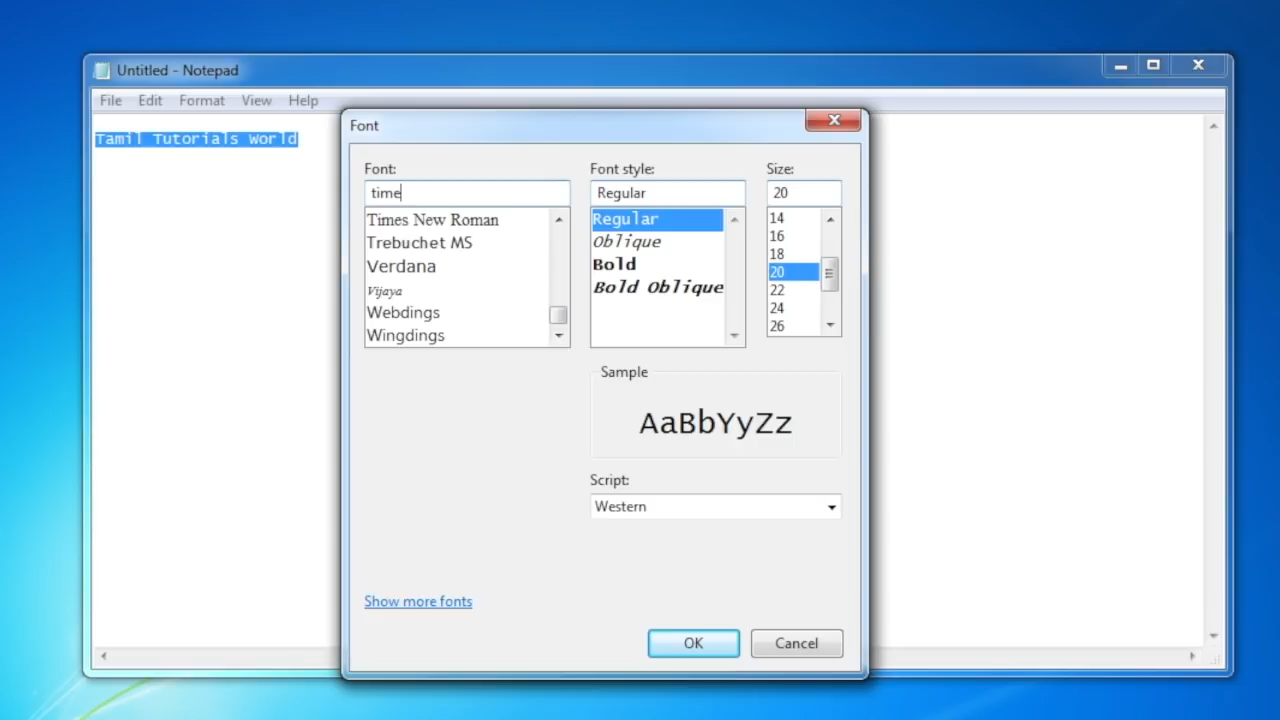 Untitled - Notepad
File Edit Format View Help
Tamil Tutorials World
Font
Font: Font style: Size:
time Regular 20
Times New Roman Regular 14
Trebuchet MS Oblique 16
Verdana Bold 18
Vijaya Bold Oblique 20
Webdings 22
Wingdings 24
26
Sample
AaBbYyZz
Script:
Western
Show more fonts
OK Cancel